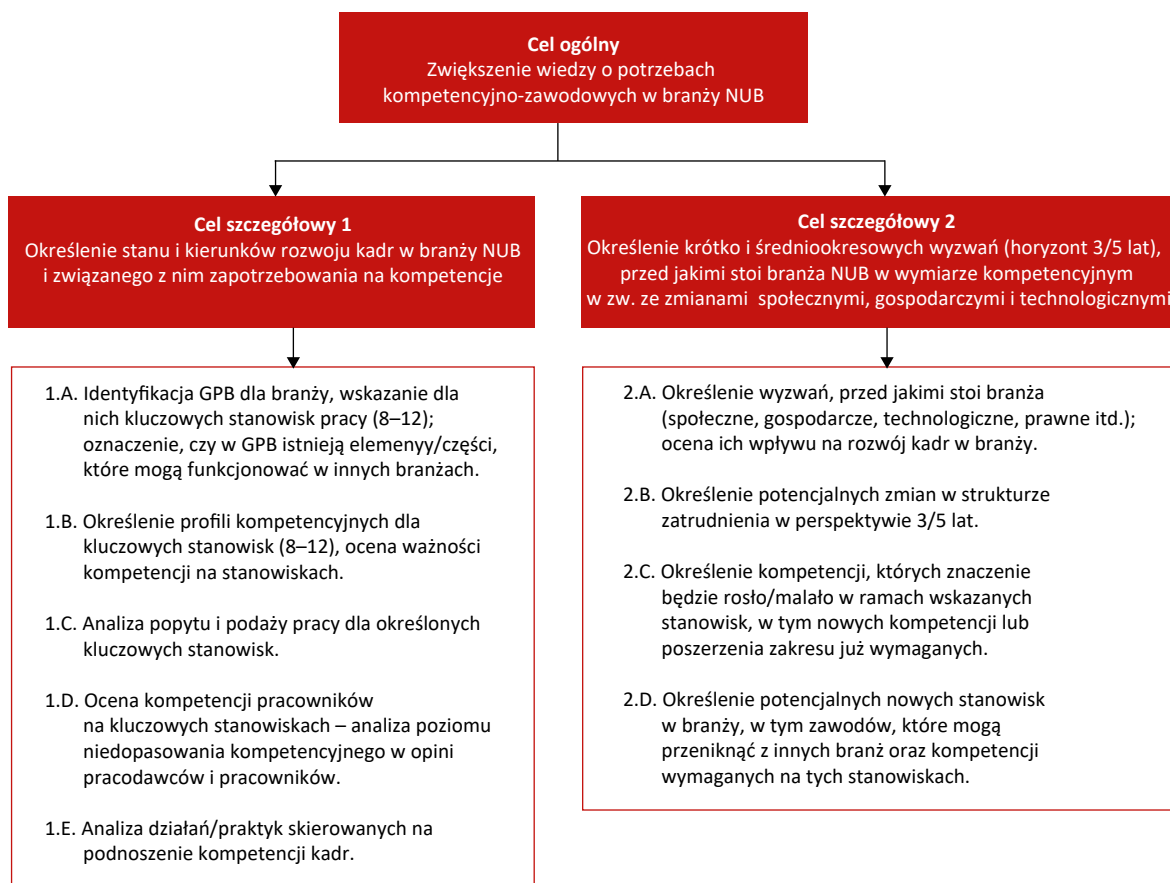 Cel ogólny
Zwiększenie wiedzy o potrzebach
kompetencyjno-zawodowych w branży NUB
Cel szczegółowy 1
Określenie stanu i kierunków rozwoju kadr w branży NUB
i związanego z nim zapotrzebowania na kompetencje
1.A. Identyfikacja GPB dla branży, wskazanie dla
nich kluczowych stanowisk pracy (8–12);
oznaczenie, czy w GPB istnieją elemenyy/części,
które mogą funkcjonować w innych branżach.
1.B. Określenie profili kompetencyjnych dla
kluczowych stanowisk (8–12), ocena ważności
kompetencji na stanowiskach.
1.C. Analiza popytu i podaży pracy dla określonych
kluczowych stanowisk.
1.D. Ocena kompetencji pracowników
na kluczowych stanowiskach – analiza poziomu
niedopasowania kompetencyjnego w opinii
pracodawców i pracowników.
1.E. Analiza działań/praktyk skierowanych na
podnoszenie kompetencji kadr.
Cel szczegółowy 2
Określenie krótko i średniookresowych wyzwań (horyzont 3/5 lat),
przed jakimi stoi branża NUB w wymiarze kompetencyjnym
w zw. ze zmianami społecznymi, gospodarczymi i technologicznymi
2.A. Określenie wyzwań, przed jakimi stoi branża
(społeczne, gospodarcze, technologiczne, prawne itd.);
ocena ich wpływu na rozwój kadr w branży.
2.B. Określenie potencjalnych zmian w strukturze
zatrudnienia w perspektywie 3/5 lat.
2.C. Określenie kompetencji, których znaczenie
będzie rosło/malało w ramach wskazanych
stanowisk, w tym nowych kompetencji lub
poszerzenia zakresu już wymaganych.
2.D. Określenie potencjalnych nowych stanowisk
w branży, w tym zawodów, które mogą
przeniknąć z innych branż oraz kompetencji
wymaganych na tych stanowiskach.